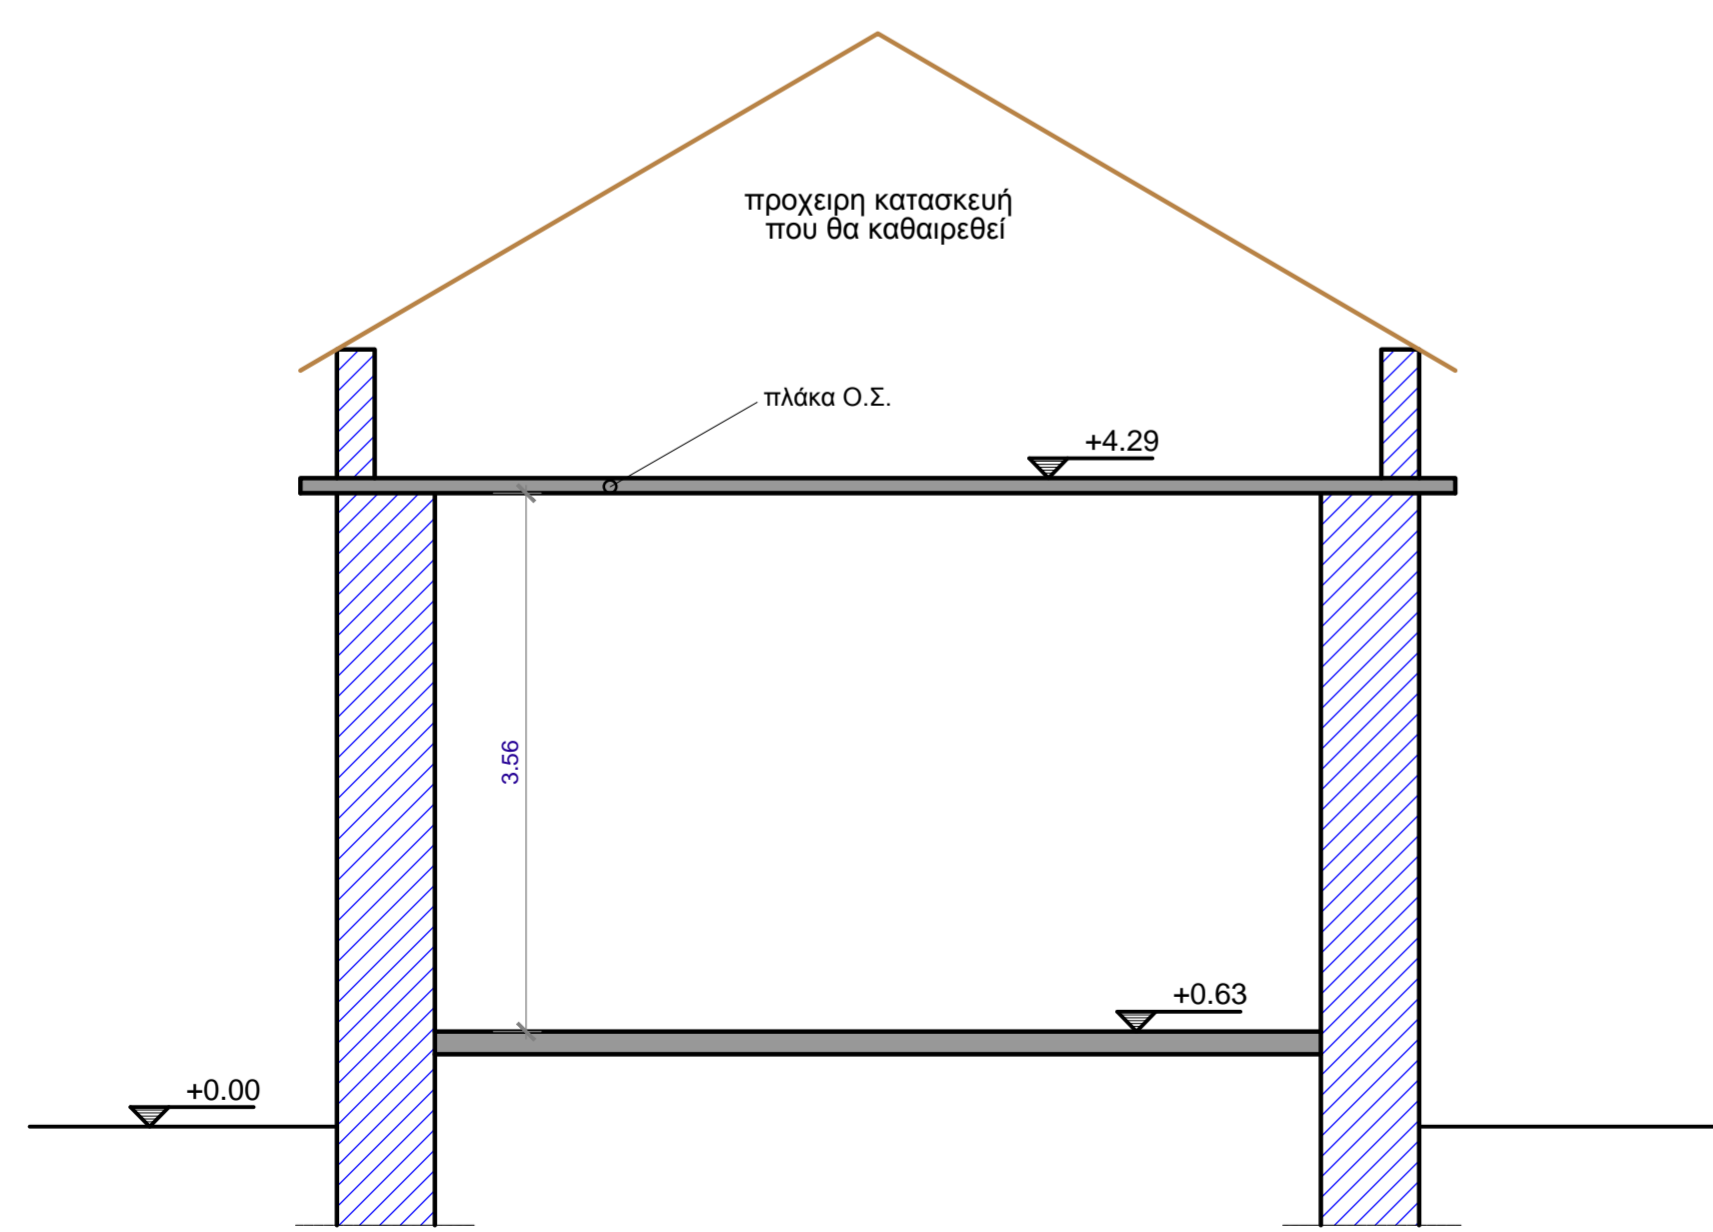 προχειρη κατασκευή
που θα καθαιρεθεί
πλάκα Ο.Σ.
+4.29
3.56
+0.63
+0.00